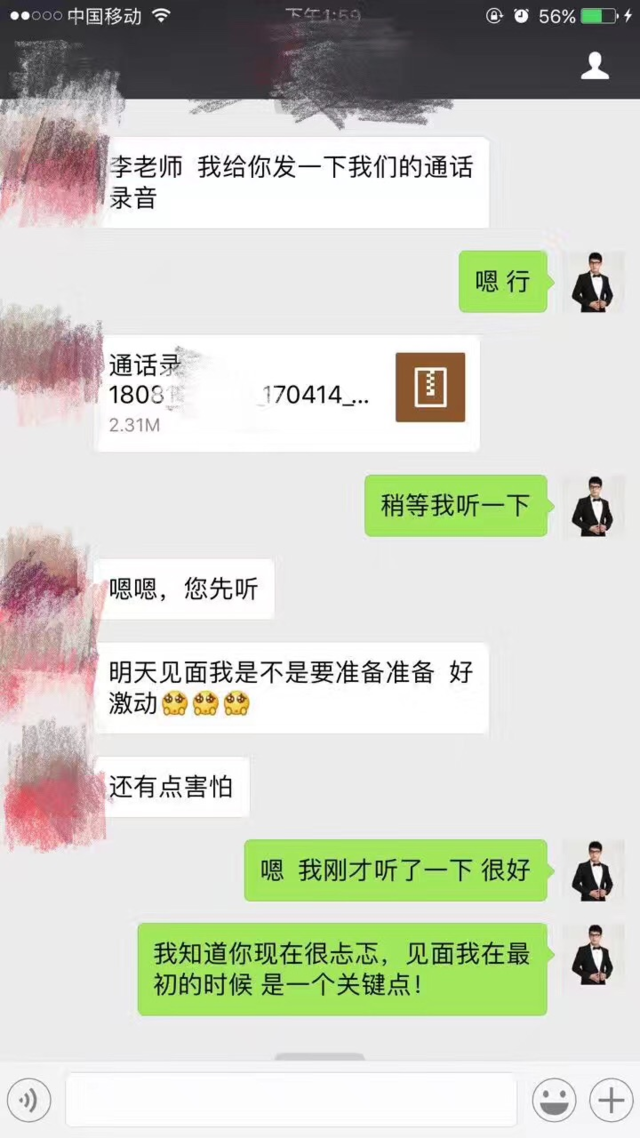 中国移动
下午1:59
56%
李老师 我给你发一下我们的通话
录音
嗯 行
通话录
1808
_170414_...
2.31M
稍等我听一下
嗯嗯，您先听
明天见面我是不是要准备准备 好
激动🥺🥺🥺
还有点害怕
嗯 我刚才听了一下 很好
我知道你现在很忐忑，见面我在最
初的时候 是一个关键点！